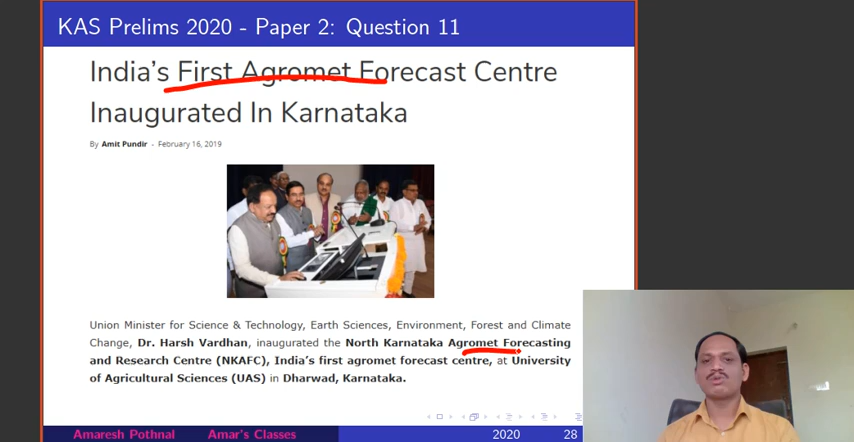 KAS Prelims 2020 - Paper 2: Question 11
India's First Agromet Forecast Centre
Inaugurated In Karnataka
By Amit Pundir - February 16, 2019
Union Minister for Science & Technology, Earth Sciences, Environment, Forest and Climate
Change, Dr. Harsh Vardhan, inaugurated the North Karnataka Agromet Forecasting
and Research Centre (NKAFC), India's first agromet forecast centre, at University
of Agricultural Sciences (UAS) in Dharwad, Karnataka.
Amaresh Pothnal Amar's Classes 2020 28